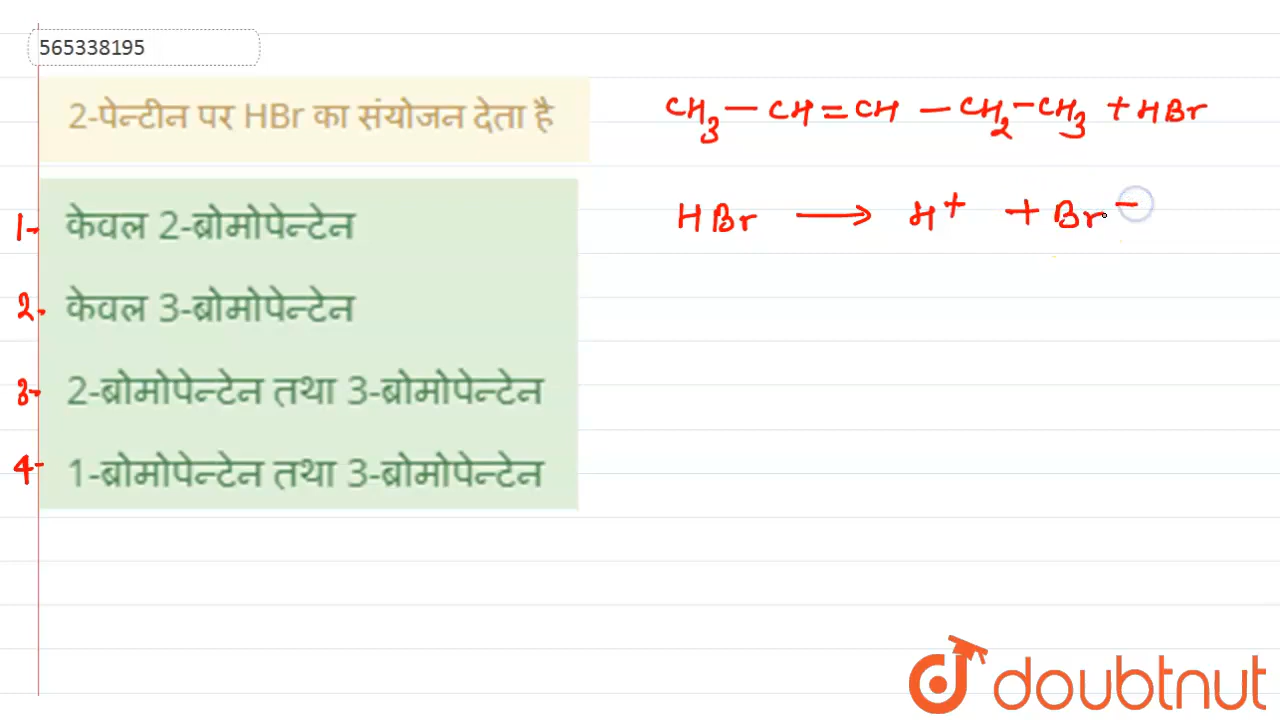 565338195
2-पेन्टीन पर HBr का संयोजन देता है
CH3 — CH = CH — CH2 – CH3 + HBr
HBr ⟶ H+ + Br–
1- केवल 2-ब्रोमोपेन्टेन
2- केवल 3-ब्रोमोपेन्टेन
3- 2-ब्रोमोपेन्टेन तथा 3-ब्रोमोपेन्टेन
4- 1-ब्रोमोपेन्टेन तथा 3-ब्रोमोपेन्टेन
doubtnut